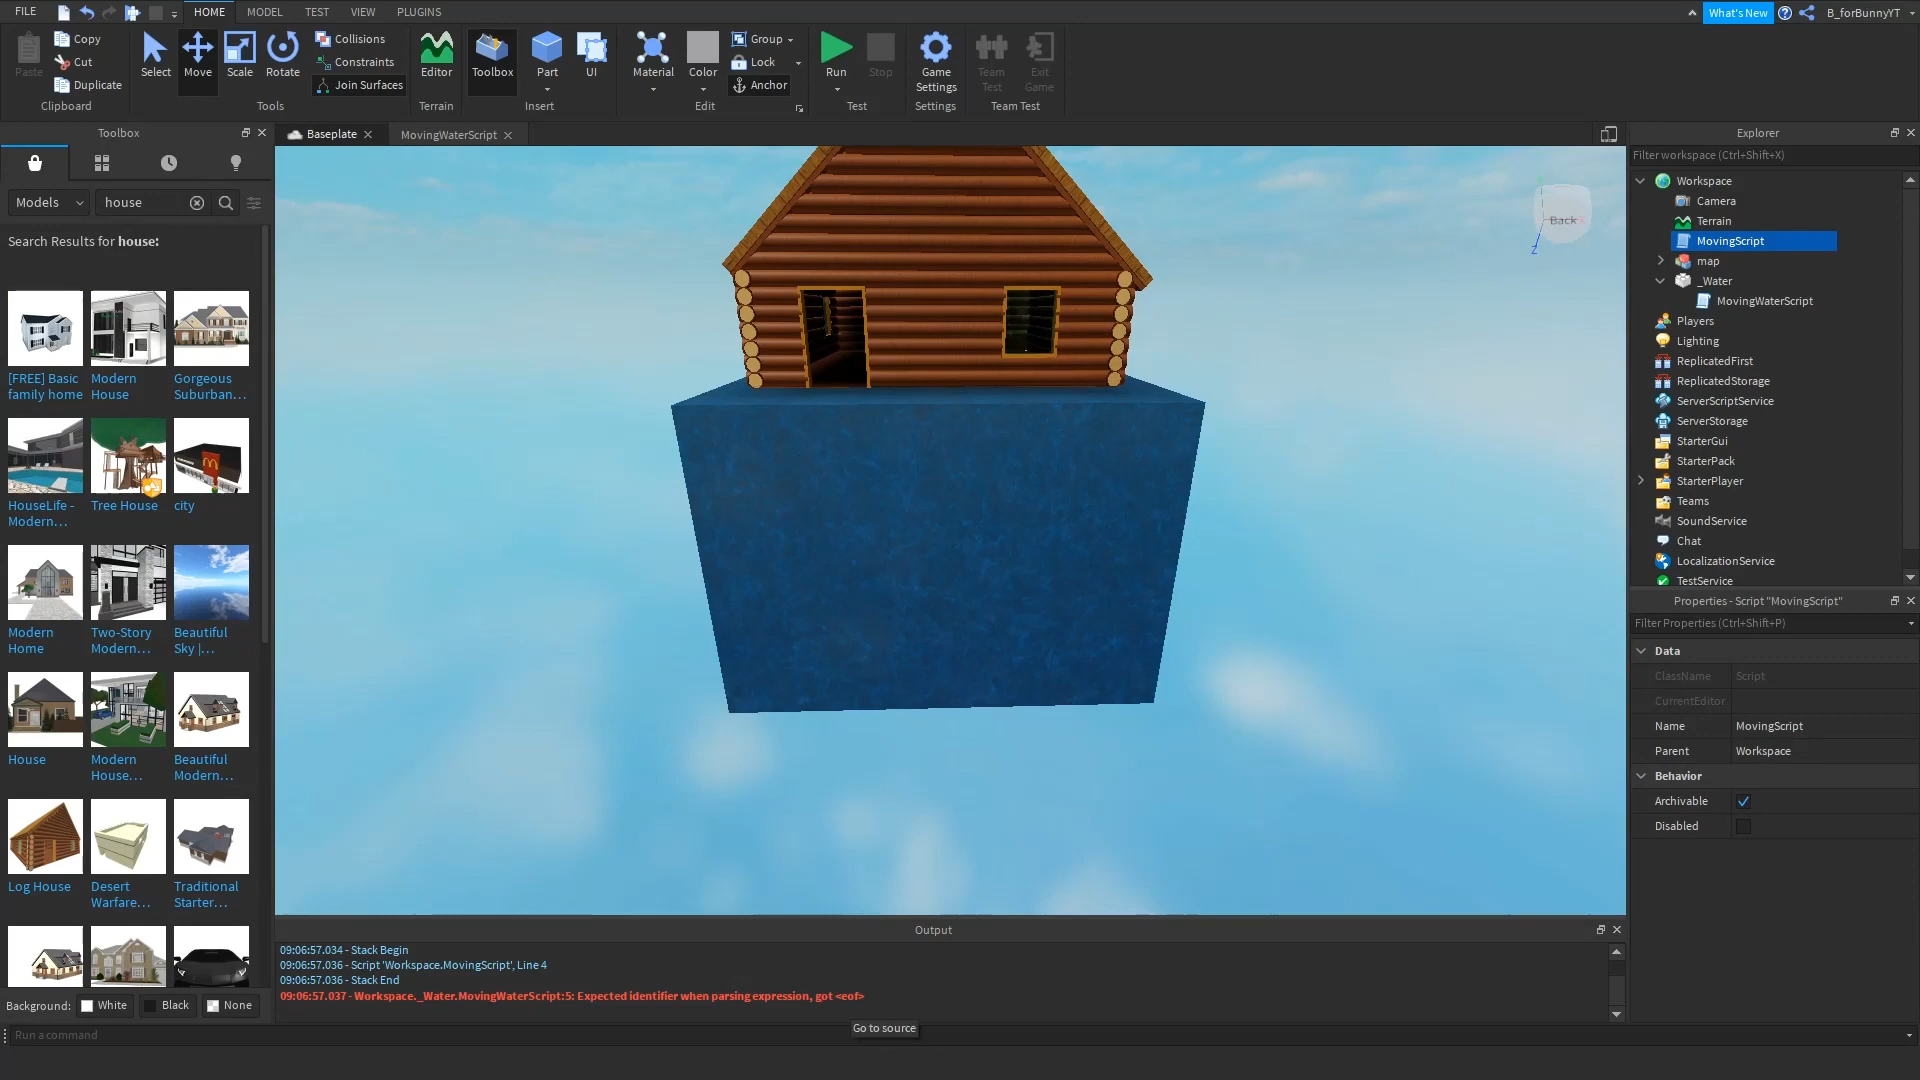 FILE
HOME
MODEL
TEST
VIEW
PLUGINS
What's New
B_forBunnyYT
Paste
Copy
Cut
Duplicate
Clipboard
Select
Move
Scale
Rotate
Collisions
Constraints
Join Surfaces
Tools
Editor
Terrain
Toolbox
Part
UI
Insert
Material
Color
Group
Lock
Anchor
Edit
Run
Stop
Test
Game
Settings
Settings
Team
Test
Exit
Game
Team Test
Toolbox
Models
house
Search Results for house:
[FREE] Basic
family home
Modern
House
Gorgeous
Suburban...
HouseLife -
Modern...
Tree House
city
Modern
Home
Two-Story
Modern...
Beautiful
Sky |...
House
Modern
House...
Beautiful
Modern...
Log House
Desert
Warfare...
Traditional
Starter...
Background:
White
Black
None
Run a command
Baseplate
MovingWaterScript
Back
Output
09:06:57.034 - Stack Begin
09:06:57.036 - Script 'Workspace.MovingScript', Line 4
09:06:57.036 - Stack End
09:06:57.037 - Workspace._Water.MovingWaterScript:5: Expected identifier when parsing expression, got <eof>
Go to source
Explorer
Filter workspace (Ctrl+Shift+X)
Workspace
Camera
Terrain
MovingScript
map
_Water
MovingWaterScript
Players
Lighting
ReplicatedFirst
ReplicatedStorage
ServerScriptService
ServerStorage
StarterGui
StarterPack
StarterPlayer
Teams
SoundService
Chat
LocalizationService
TestService
Properties - Script "MovingScript"
Filter Properties (Ctrl+Shift+P)
Data
ClassName Script
CurrentEditor
Name MovingScript
Parent Workspace
Behavior
Archivable
Disabled